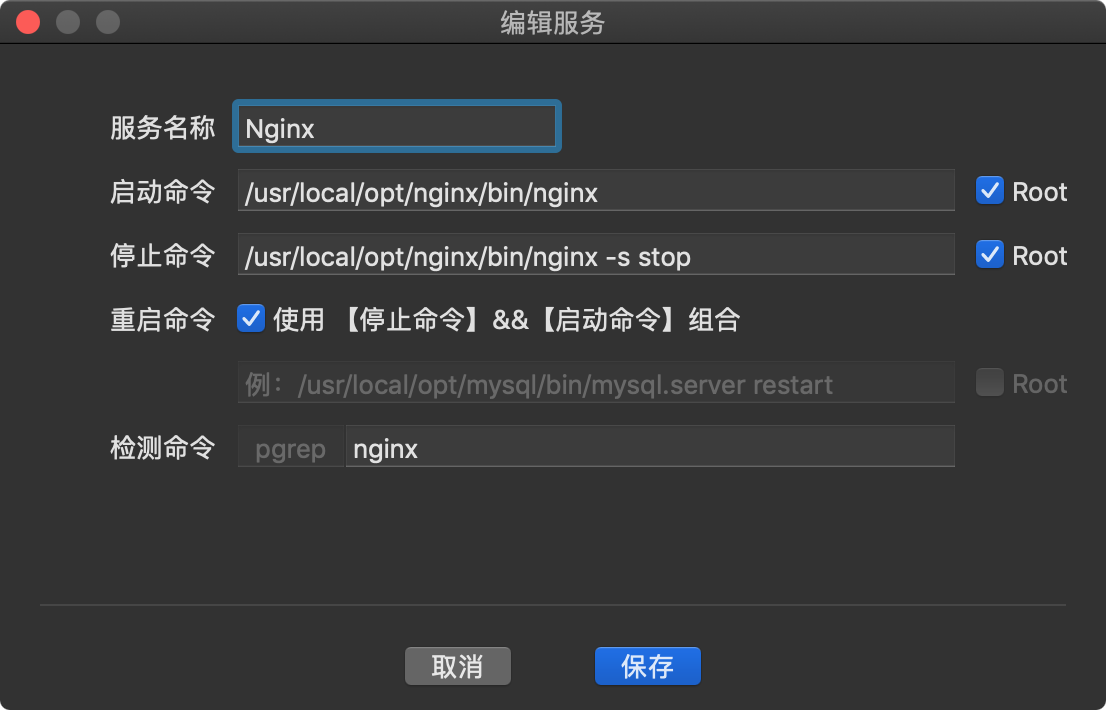 编辑服务
服务名称 Nginx
启动命令 /usr/local/opt/nginx/bin/nginx Root
停止命令 /usr/local/opt/nginx/bin/nginx -s stop Root
重启命令 使用 【停止命令】&&【启动命令】组合
例：/usr/local/opt/mysql/bin/mysql.server restart Root
检测命令 pgrep nginx
取消 保存